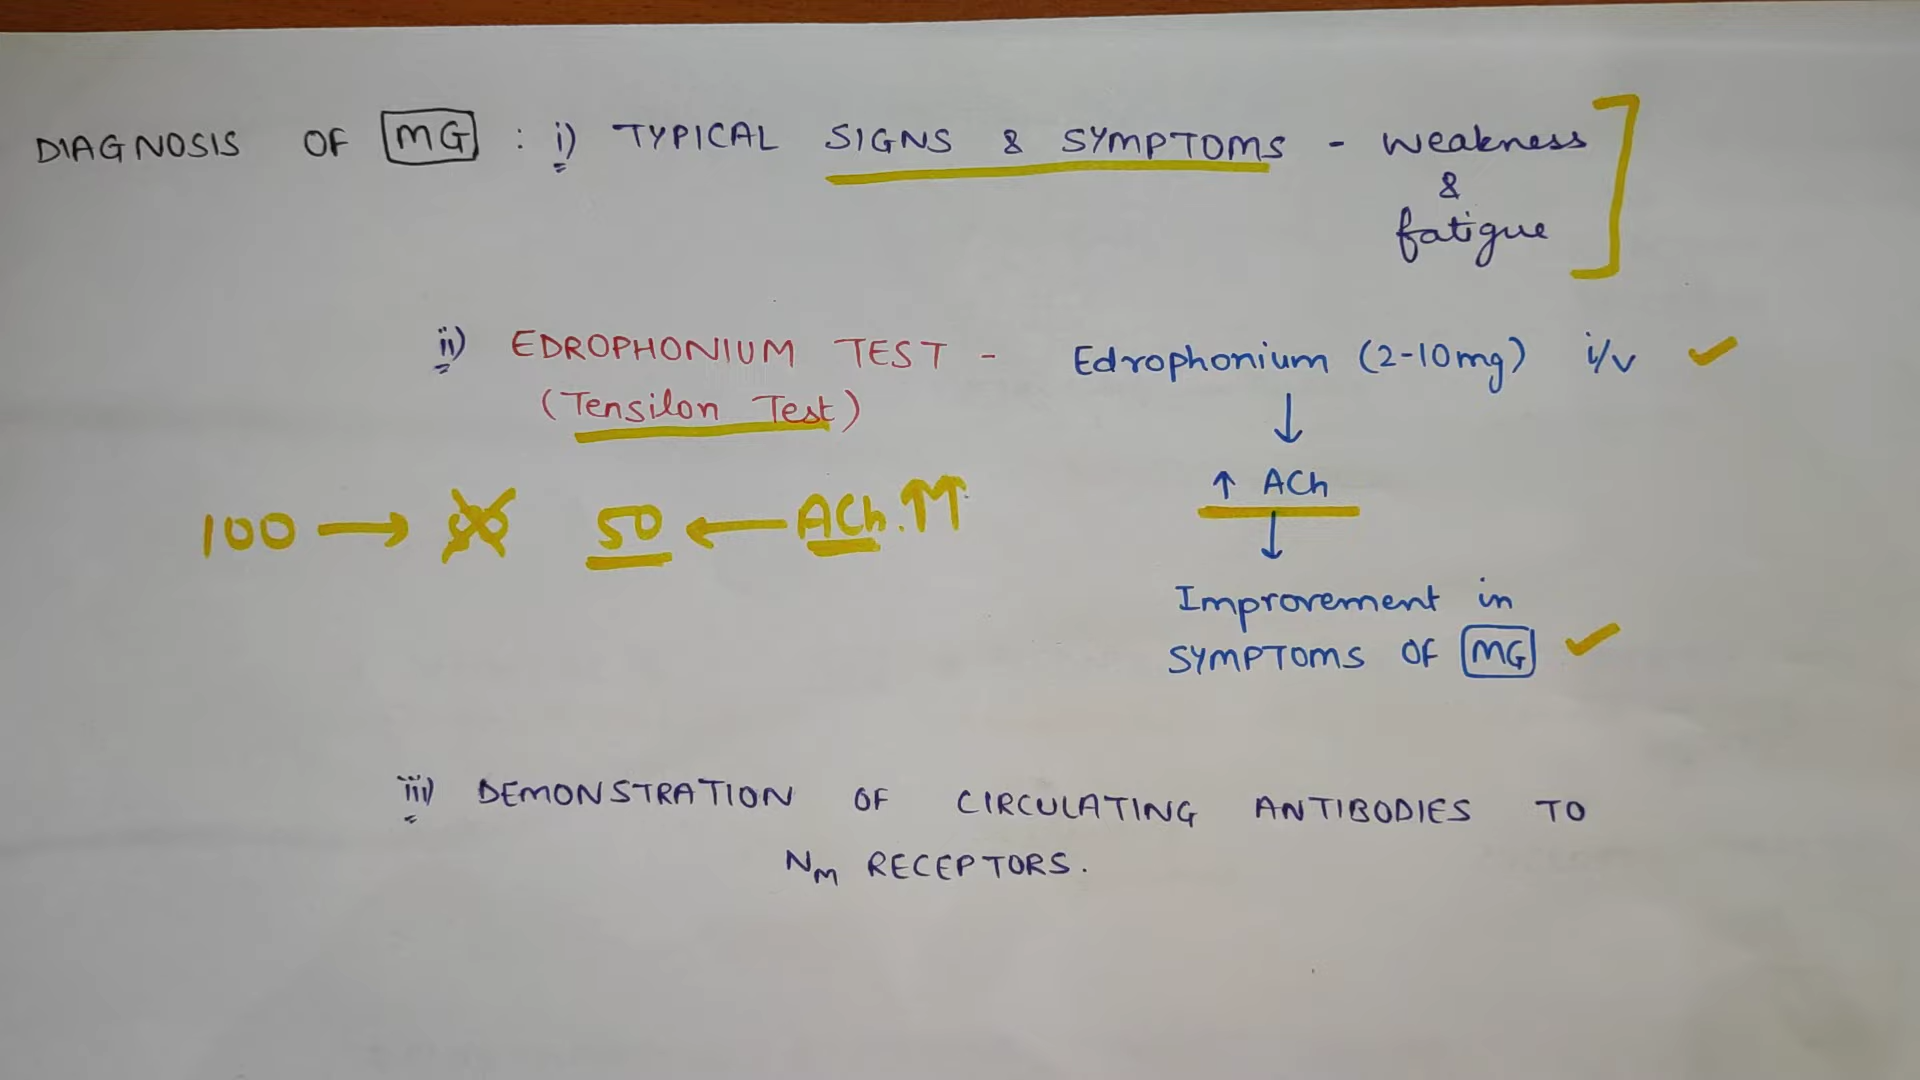 DIAGNOSIS OF MG : i) TYPICAL SIGNS & SYMPTOMS - Weakness
&
fatigue
ii) EDROPHONIUM TEST - Edrophonium (2-10mg) i/v ✓
(Tensilon Test)
↓
↑ ACh
100 → 50 ← ACh. ↑↑
↓
Improvement in
SYMPTOMS OF MG ✓
iii) DEMONSTRATION OF CIRCULATING ANTIBODIES TO
NM RECEPTORS.